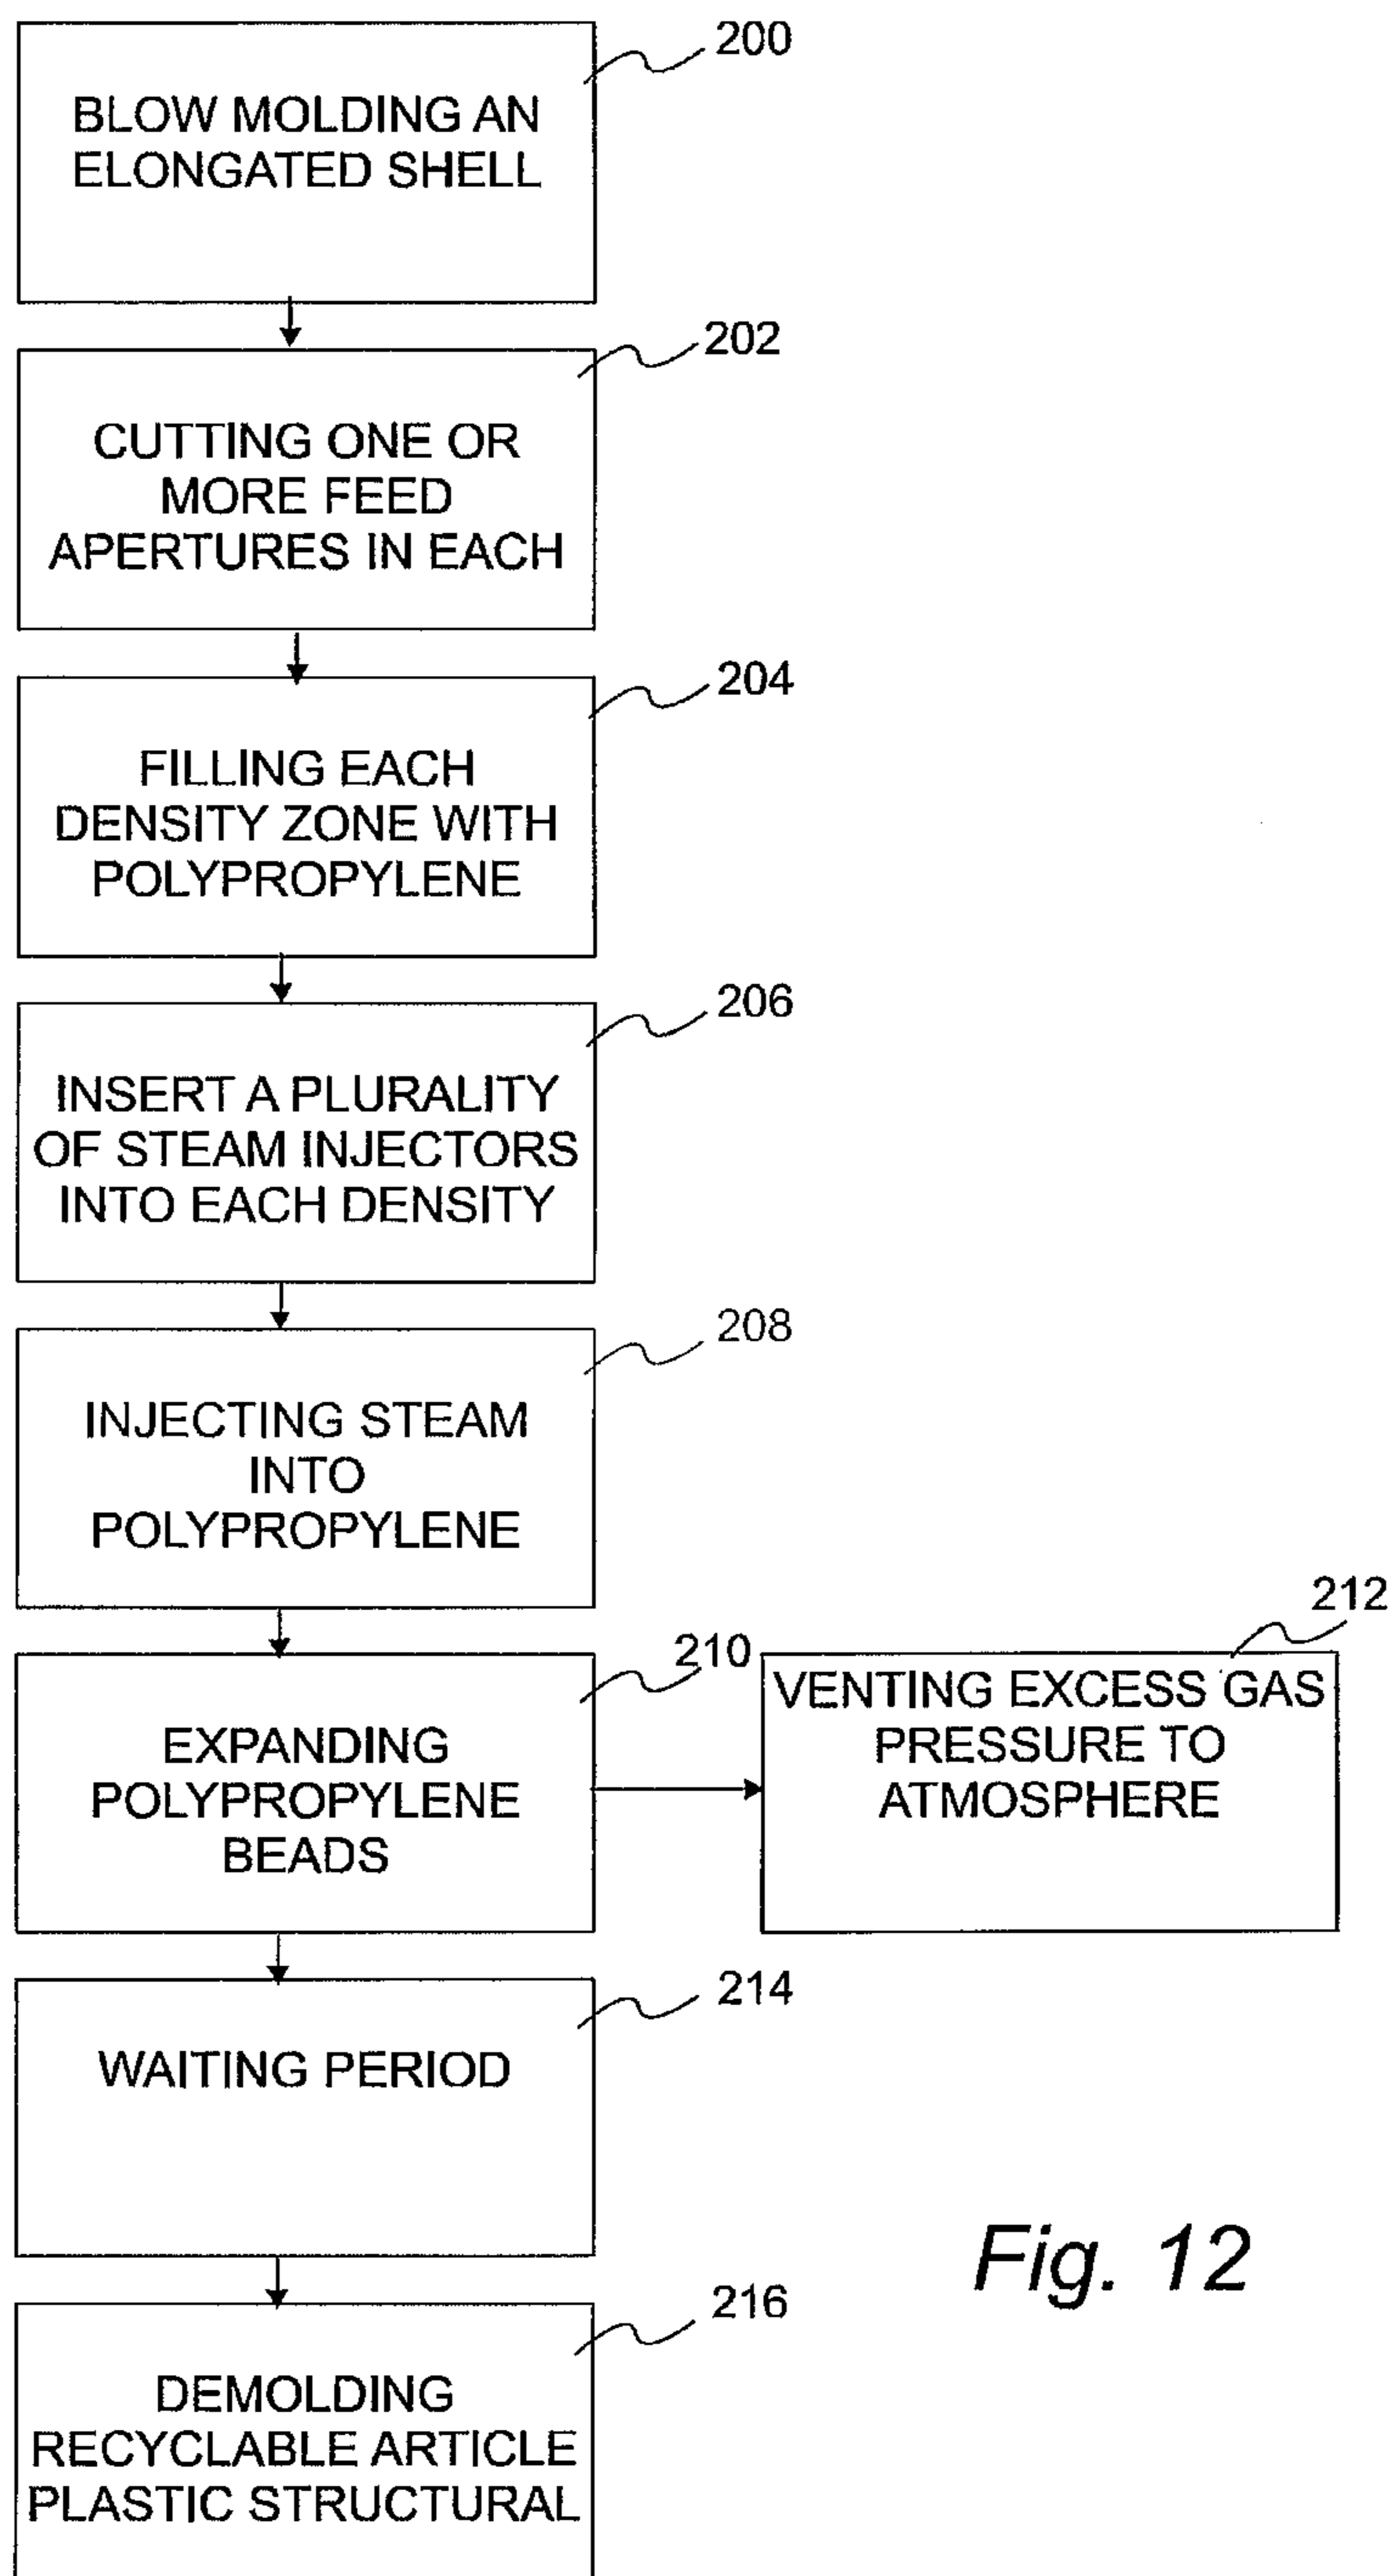 200
BLOW MOLDING AN
ELONGATED SHELL
202
CUTTING ONE OR
MORE FEED
APERTURES IN EACH
204
FILLING EACH
DENSITY ZONE WITH
POLYPROPYLENE
206
INSERT A PLURALITY
OF STEAM INJECTORS
INTO EACH DENSITY
208
INJECTING STEAM
INTO
POLYPROPYLENE
210
EXPANDING
POLYPROPYLENE
BEADS
212
VENTING EXCESS GAS
PRESSURE TO
ATMOSPHERE
214
WAITING PERIOD
216
DEMOLDING
RECYCLABLE ARTICLE
PLASTIC STRUCTURAL
Fig. 12